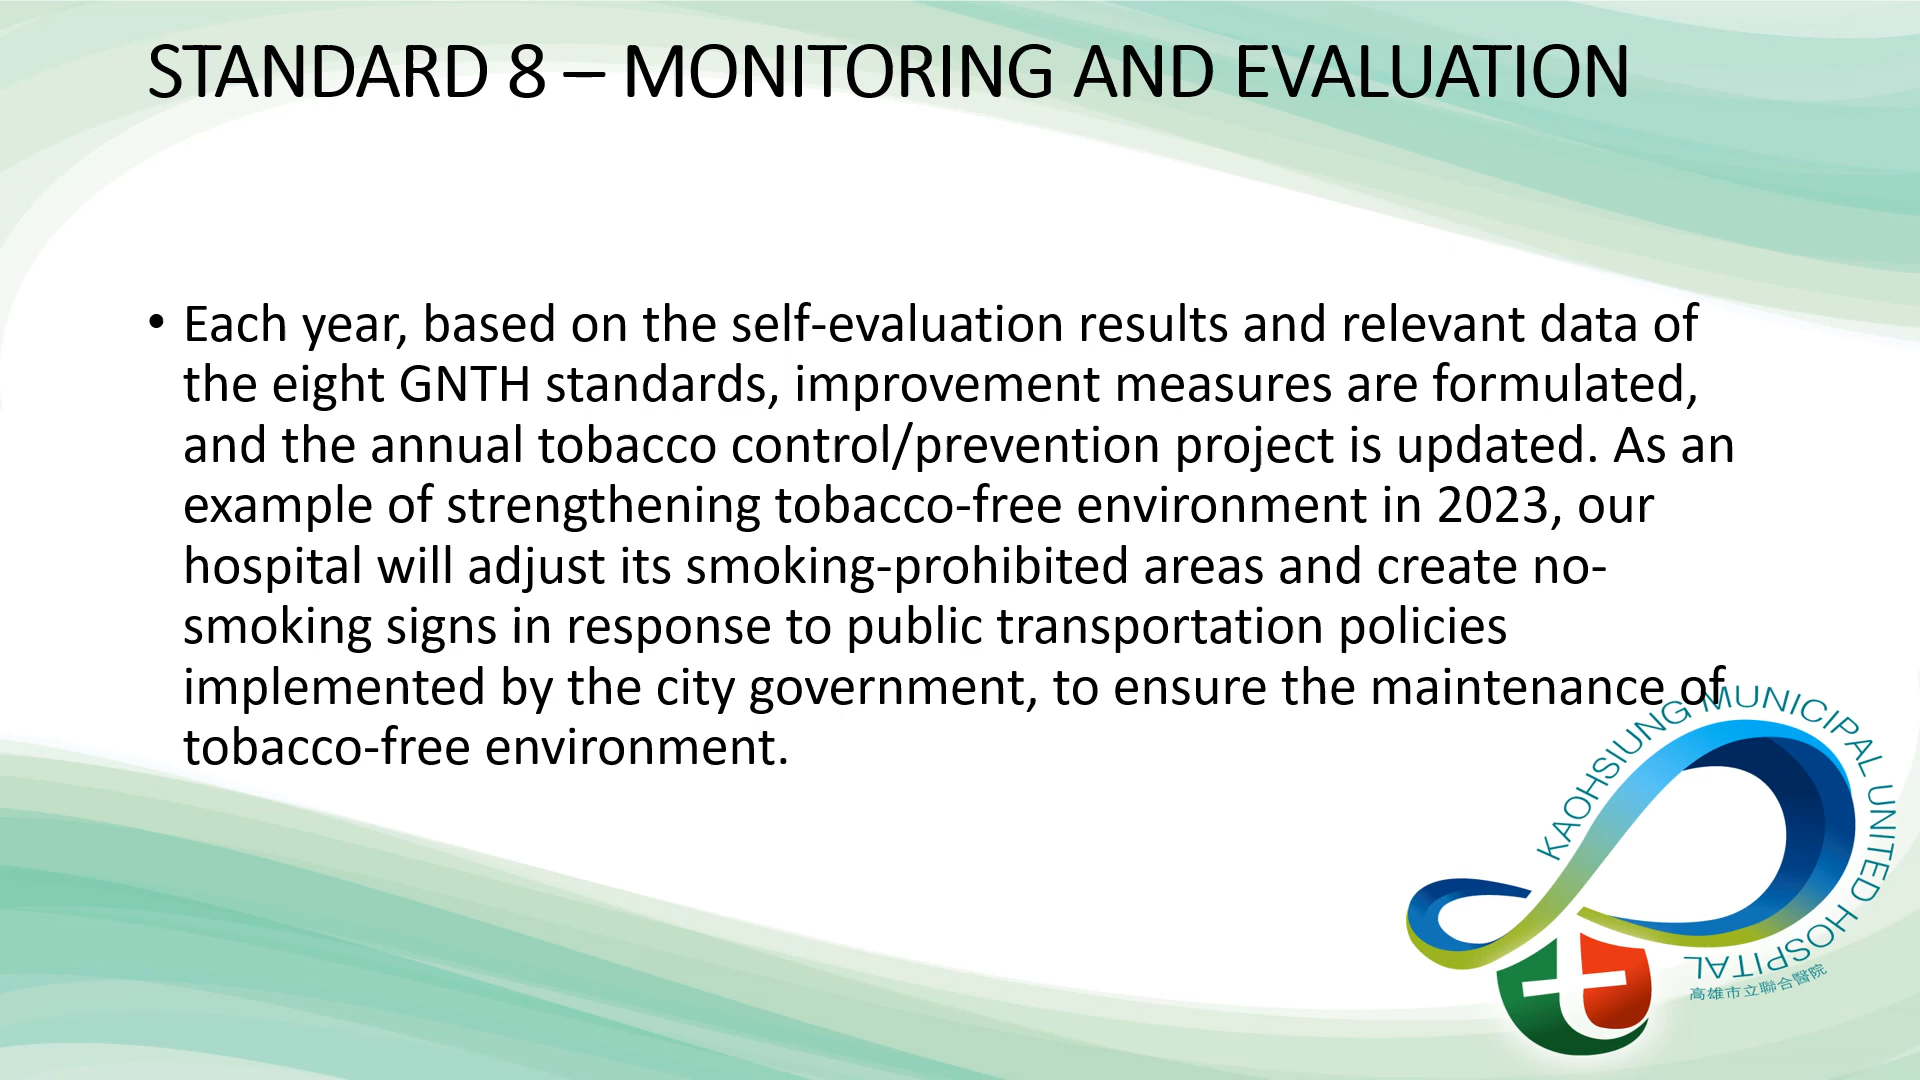 STANDARD 8 – MONITORING AND EVALUATION
• Each year, based on the self-evaluation results and relevant data of
the eight GNTH standards, improvement measures are formulated,
and the annual tobacco control/prevention project is updated. As an
example of strengthening tobacco-free environment in 2023, our
hospital will adjust its smoking-prohibited areas and create no-
smoking signs in response to public transportation policies
implemented by the city government, to ensure the maintenance of
tobacco-free environment.
KAOHSIUNG MUNICIPAL UNITED HOSPITAL
高雄市立聯合醫院